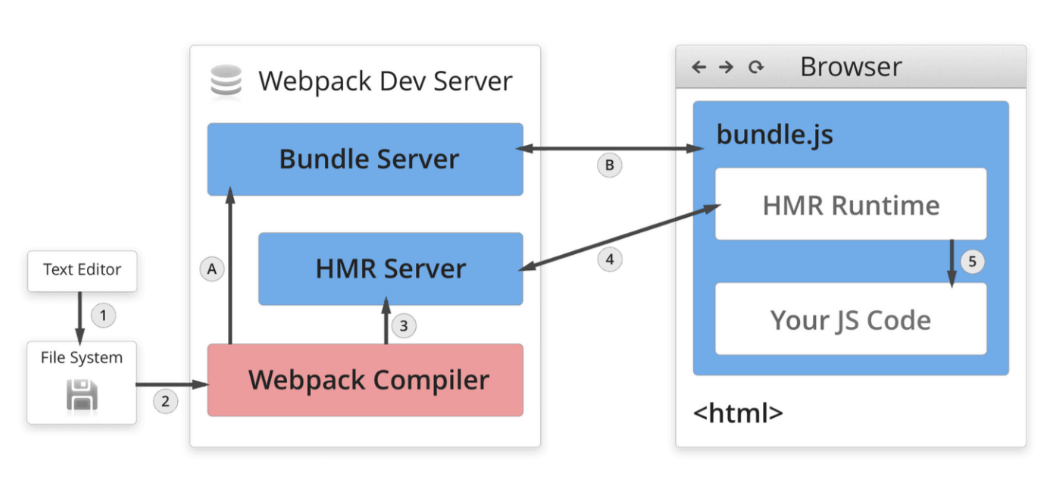 Webpack Dev Server
Bundle Server
A
HMR Server
3
Webpack Compiler
Text Editor
1
File System
2
B
4
Browser
bundle.js
HMR Runtime
5
Your JS Code
<html>